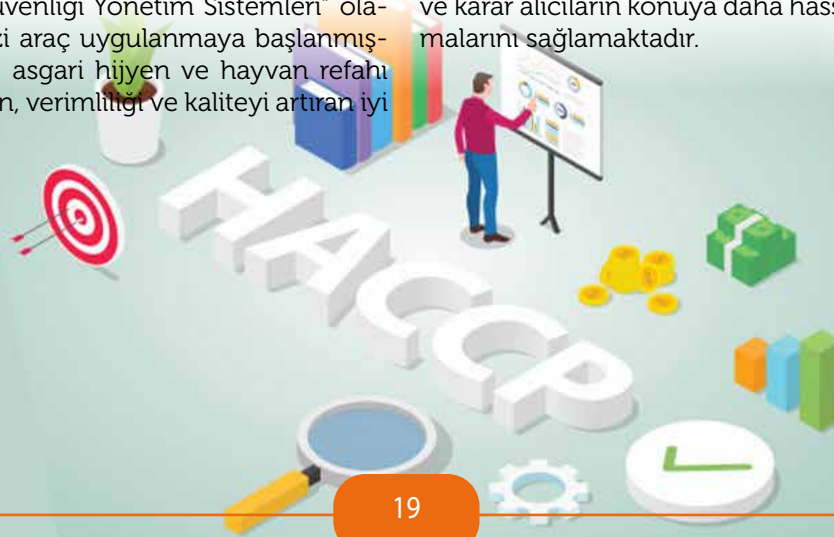 üvenliği Yönetim Sistemleri" ola-
zi araç uygulanmaya başlanmış-
asgari hijyen ve hayvan refahı
n, verimliliği ve kaliteyi artıran iyi
ve karar alıcıların konuya daha hass
malarını sağlamaktadır.
HACCP
19